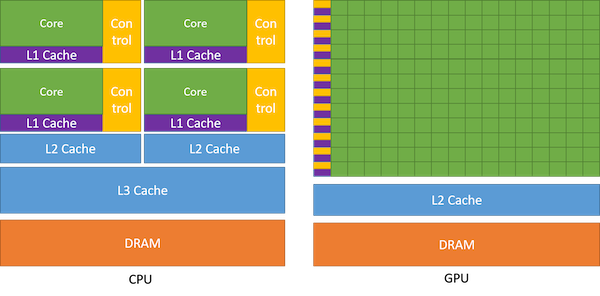 Core
Con
trol
L1 Cache
Core
Con
trol
L1 Cache
Core
Con
trol
L1 Cache
Core
Con
trol
L1 Cache
L2 Cache
L2 Cache
L3 Cache
DRAM
CPU
L2 Cache
DRAM
GPU